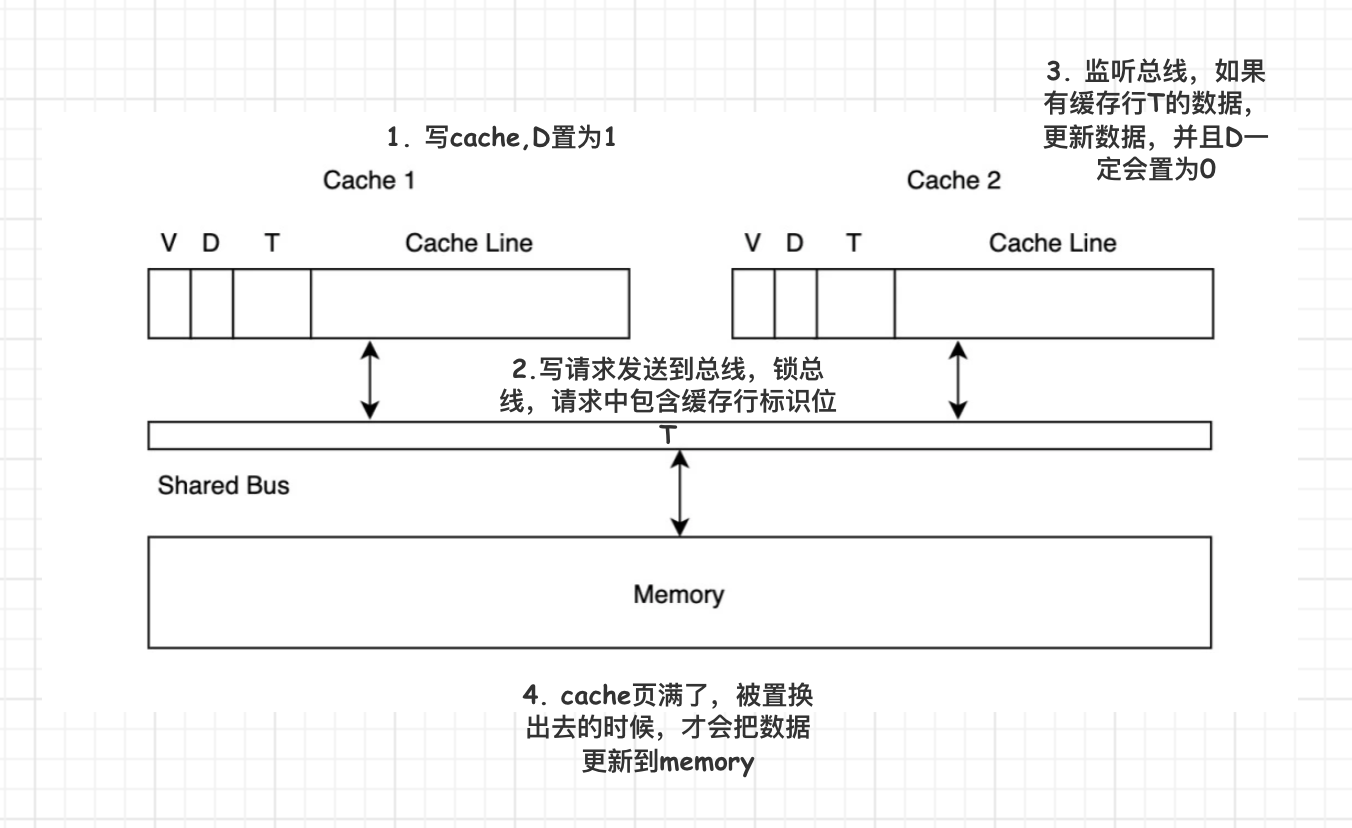 3. 监听总线，如果
有缓存行T的数据，
更新数据，并且D一
定会置为0
1. 写cache,D置为1
Cache 1
Cache 2
V D T Cache Line
V D T Cache Line
2.写请求发送到总线，锁总
线，请求中包含缓存行标识位
T
Shared Bus
Memory
4. cache页满了，被置换
出去的时候，才会把数据
更新到memory